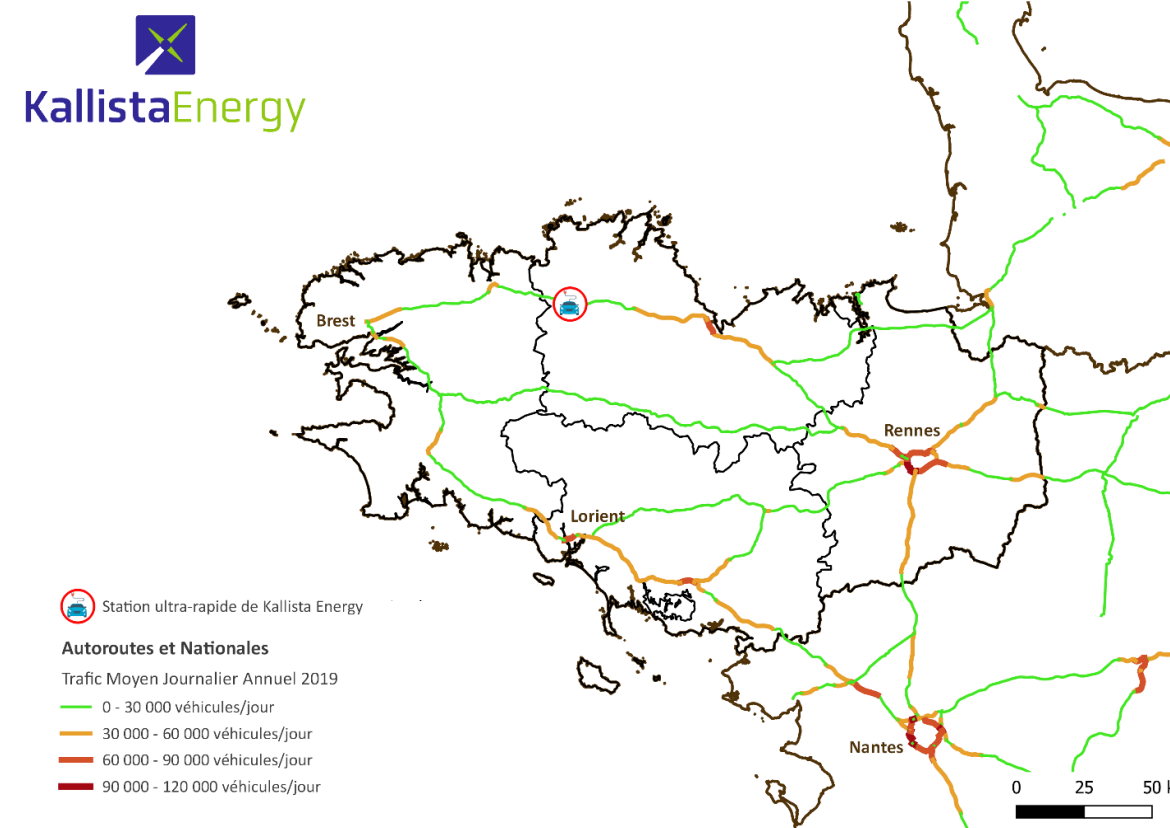 KallistaEnergy
Brest
Rennes
Lorient
Nantes
Station ultra-rapide de Kallista Energy
Autoroutes et Nationales
Trafic Moyen Journalier Annuel 2019
0 - 30 000 véhicules/jour
30 000 - 60 000 véhicules/jour
60 000 - 90 000 véhicules/jour
90 000 - 120 000 véhicules/jour
0 25 50 k